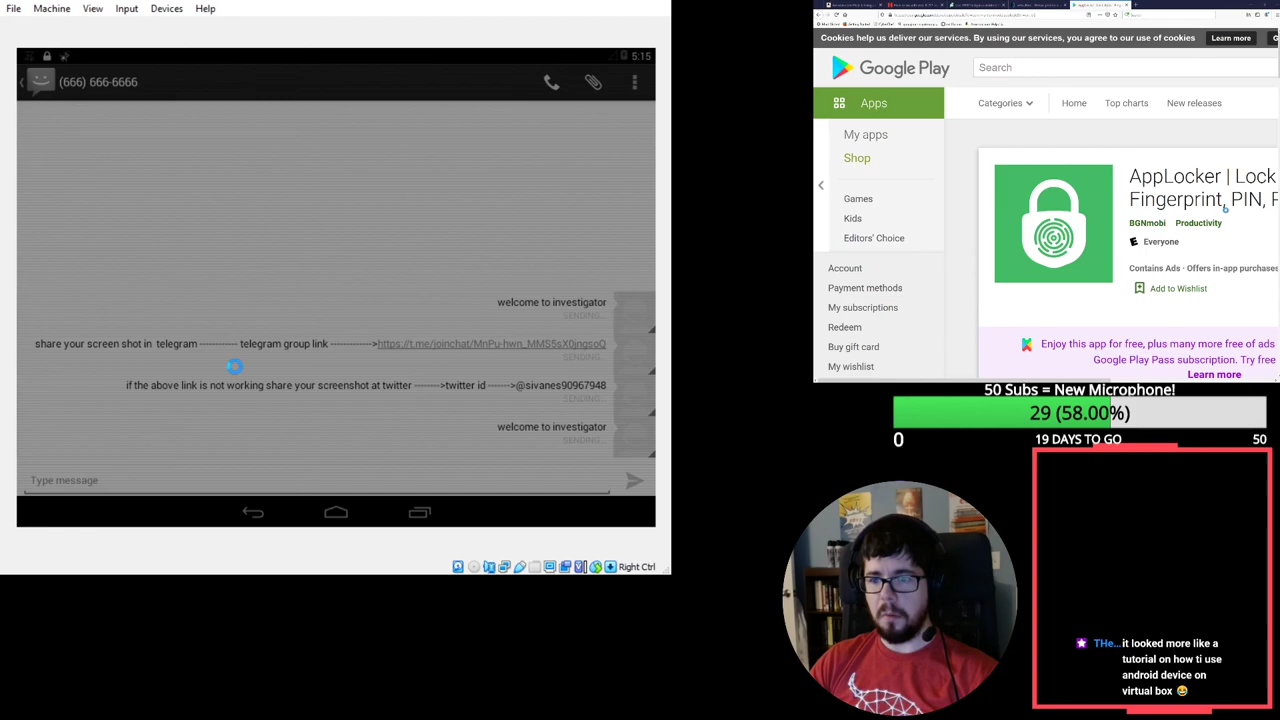 File Machine View Input Devices Help
5:15
(666) 666-6666
welcome to investigator
SENDING...
share your screen shot in telegram ---------- telegram group link ------------>https://t.me/joinchat/MnPu-hwn_MMS5sX0jngsoQ
SENDING...
if the above link is not working share your screenshot at twitter ------->twitter id ------>@sivanes90967948
SENDING...
welcome to investigator
SENDING...
Type message
Right Ctrl
Cookies help us deliver our services. By using our services, you agree to our use of cookies Learn more G
Google Play
Search
Apps
Categories Home Top charts New releases
My apps
Shop
Games
Kids
Editors' Choice
Account
Payment methods
My subscriptions
Redeem
Buy gift card
My wishlist
AppLocker | Lock
Fingerprint, PIN, P
BGNmobi Productivity
E Everyone
Contains Ads · Offers in-app purchases
Add to Wishlist
Enjoy this app for free, plus many more free of ads
Google Play Pass subscription. Try free
Learn more
50 Subs = New Microphone!
29 (58.00%)
0 19 DAYS TO GO 50
THe... it looked more like a
tutorial on how ti use
android device on
virtual box 😂